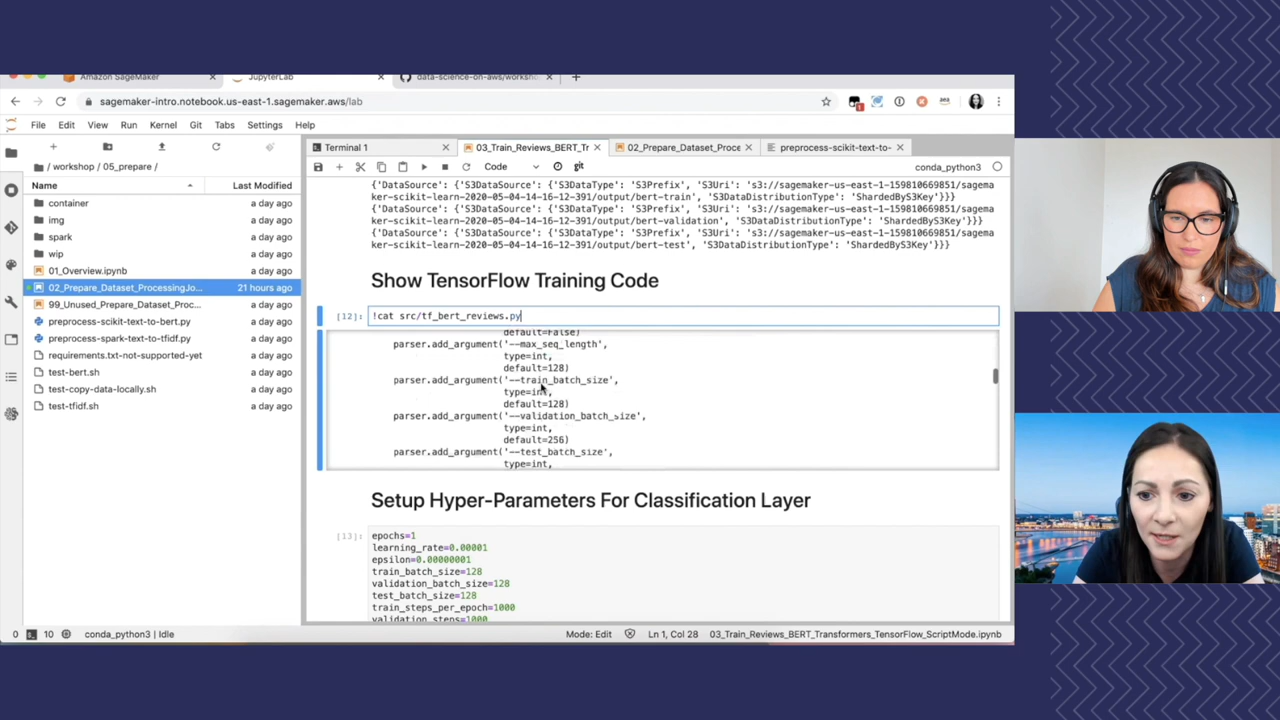 Amazon SageMaker
JupyterLab
data-science-on-aws/worksho
sagemaker-intro.notebook.us-east-1.sagemaker.aws/lab
File Edit View Run Kernel Git Tabs Settings Help
/ workshop / 05_prepare /
Name Last Modified
container a day ago
img a day ago
spark a day ago
wip a day ago
01_Overview.ipynb a day ago
02_Prepare_Dataset_ProcessingJo... 21 hours ago
99_Unused_Prepare_Dataset_Proc... a day ago
preprocess-scikit-text-to-bert.py a day ago
preprocess-spark-text-to-tfidf.py a day ago
requirements.txt-not-supported-yet a day ago
test-bert.sh a day ago
test-copy-data-locally.sh a day ago
test-tfidf.sh a day ago
Terminal 1
03_Train_Reviews_BERT_Tr
02_Prepare_Dataset_Proce
preprocess-scikit-text-to-
Code
git
conda_python3
{'DataSource': {'S3DataSource': {'S3DataType': 'S3Prefix', 'S3Uri': 's3://sagemaker-us-east-1-159810669851/sagema
ker-scikit-learn-2020-05-04-14-16-12-391/output/bert-train', 'S3DataDistributionType': 'ShardedByS3Key'}}}
{'DataSource': {'S3DataSource': {'S3DataType': 'S3Prefix', 'S3Uri': 's3://sagemaker-us-east-1-159810669851/sagema
ker-scikit-learn-2020-05-04-14-16-12-391/output/bert-validation', 'S3DataDistributionType': 'ShardedByS3Key'}}}
{'DataSource': {'S3DataSource': {'S3DataType': 'S3Prefix', 'S3Uri': 's3://sagemaker-us-east-1-159810669851/sagema
ker-scikit-learn-2020-05-04-14-16-12-391/output/bert-test', 'S3DataDistributionType': 'ShardedByS3Key'}}}
Show TensorFlow Training Code
[12]: !cat src/tf_bert_reviews.py
default=False)
parser.add_argument('--max_seq_length',
type=int,
default=128)
parser.add_argument('--train_batch_size',
type=int,
default=128)
parser.add_argument('--validation_batch_size',
type=int,
default=256)
parser.add_argument('--test_batch_size',
type=int,
Setup Hyper-Parameters For Classification Layer
[13]: epochs=1
learning_rate=0.00001
epsilon=0.00000001
train_batch_size=128
validation_batch_size=128
test_batch_size=128
train_steps_per_epoch=1000
validation_steps=1000
0 10 conda_python3 | Idle
Mode: Edit Ln 1, Col 28 03_Train_Reviews_BERT_Transformers_TensorFlow_ScriptMode.ipynb